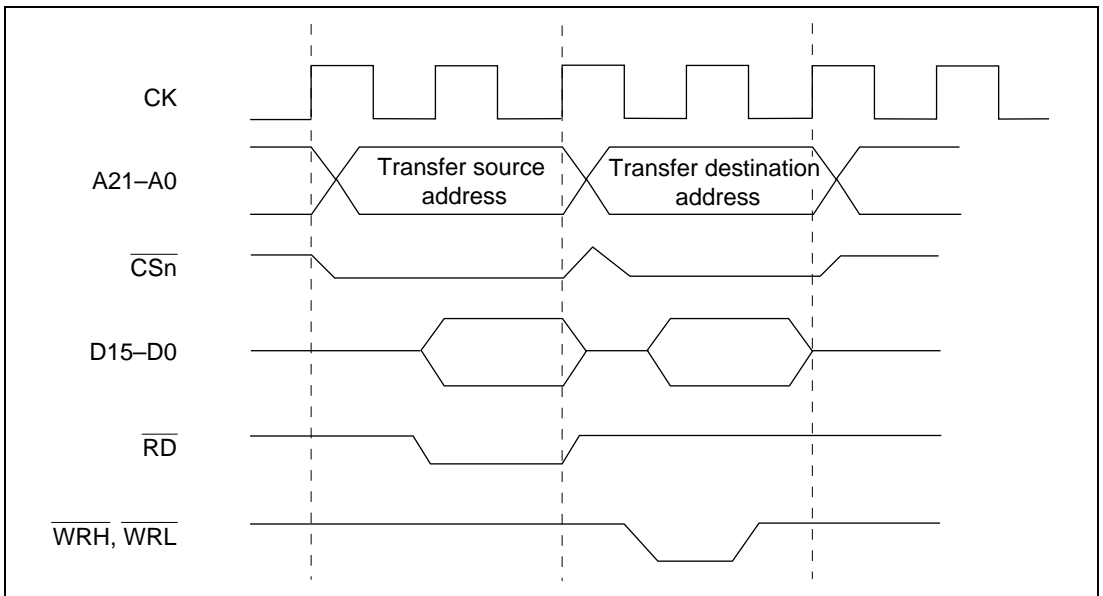 CK
A21–A0
Transfer source
address
Transfer destination
address
CSn
D15–D0
RD
WRH, WRL